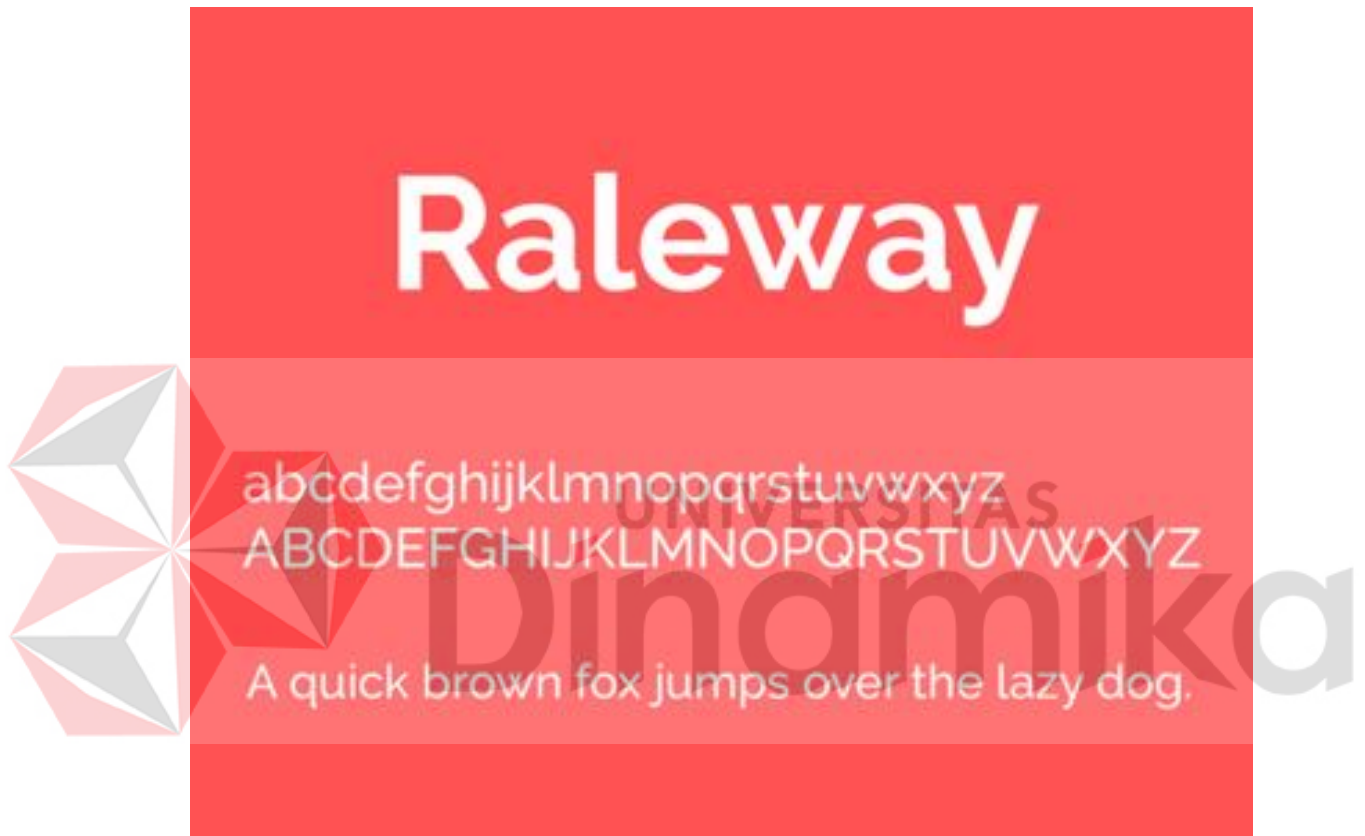 Raleway
abcdefghijklmnopqrstuvwxyz
UNIVERSITAS
ABCDEFGHIJKLMNOPQRSTUVWXYZ
Dinamika
A quick brown fox jumps over the lazy dog.